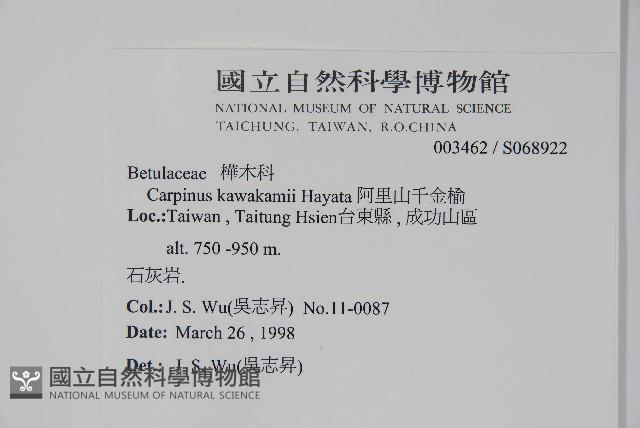 國立自然科學博物館
NATIONAL MUSEUM OF NATURAL SCIENCE
TAICHUNG, TAIWAN, R.O.CHINA
003462 / S068922
Betulaceae 樺木科
Carpinus kawakamii Hayata 阿里山千金榆
Loc.:Taiwan , Taitung Hsien台東縣 , 成功山區
alt. 750 -950 m.
石灰岩.
Col.:J. S. Wu(吳志昇) No.11-0087
Date: March 26 , 1998
Det.: J. S. Wu(吳志昇)
國立自然科學博物館
NATIONAL MUSEUM OF NATURAL SCIENCE